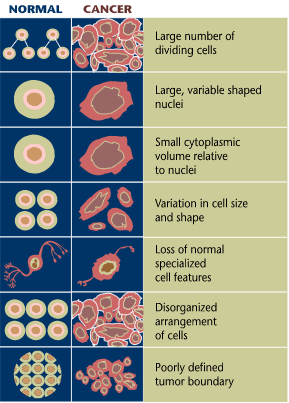 NORMAL CANCER
Large number of
dividing cells
Large, variable shaped
nuclei
Small cytoplasmic
volume relative
to nuclei
Variation in cell size
and shape
Loss of normal
specialized
cell features
Disorganized
arrangement
of cells
Poorly defined
tumor boundary